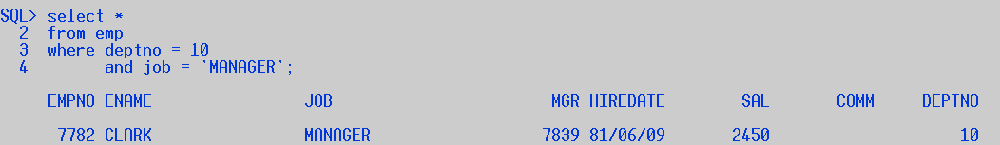 SQL> select *
  2  from emp
  3  where deptno = 10
  4        and job = 'MANAGER';
     EMPNO ENAME                JOB                       MGR HIREDATE        SAL       COMM     DEPTNO
---------- -------------------- ------------------ ---------- -------- ---------- ---------- ----------
      7782 CLARK                MANAGER                  7839 81/06/09       2450                    10